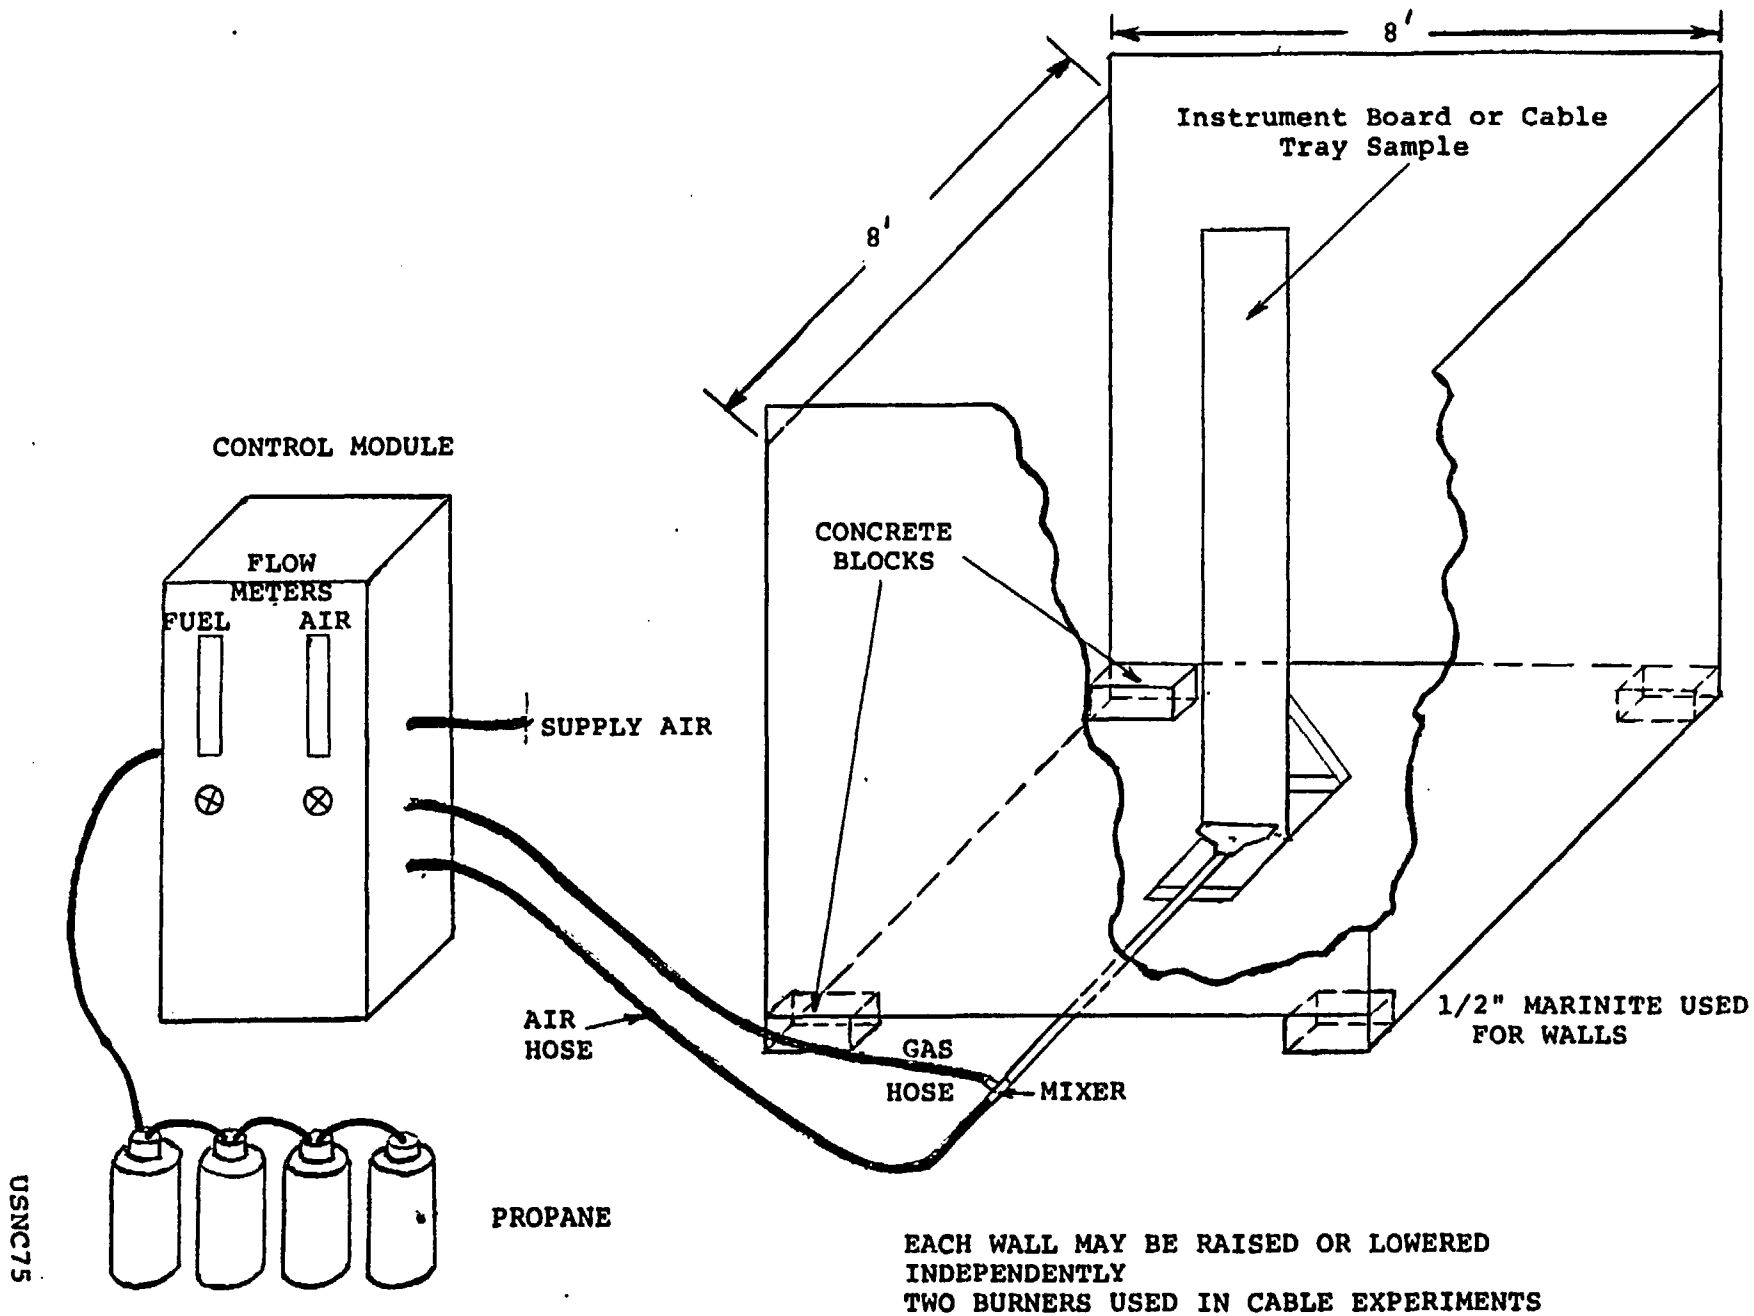 8'
Instrument Board or Cable
Tray Sample
8'
CONTROL MODULE
CONCRETE
BLOCKS
FLOW
METERS
FUEL
AIR
SUPPLY AIR
1/2" MARINITE USED
FOR WALLS
AIR
HOSE
GAS
HOSE
MIXER
PROPANE
USNC75
EACH WALL MAY BE RAISED OR LOWERED
INDEPENDENTLY
TWO BURNERS USED IN CABLE EXPERIMENTS